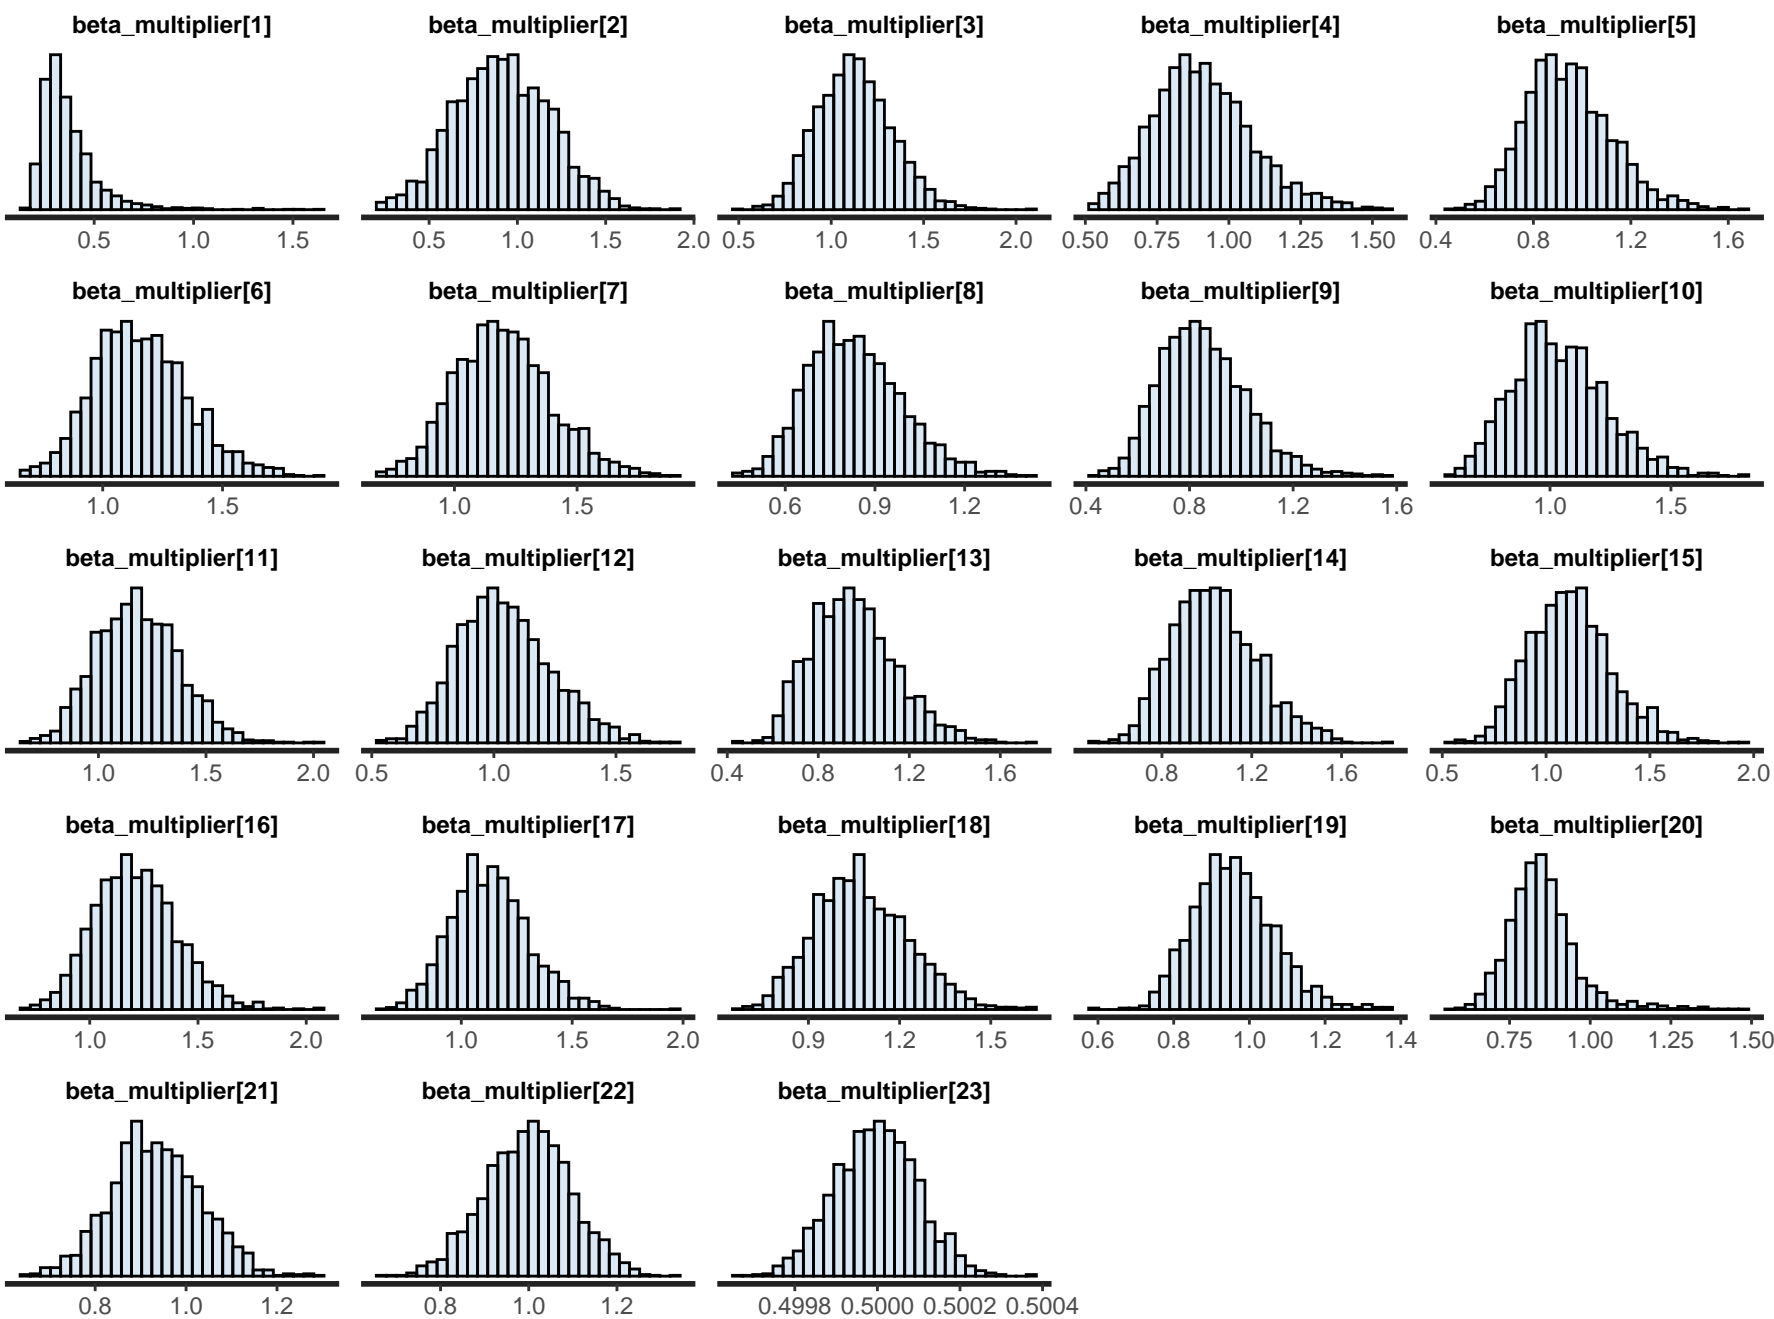 beta_multiplier[1] beta_multiplier[2] beta_multiplier[3] beta_multiplier[4] beta_multiplier[5]
0.5 1.0 1.5 0.5 1.0 1.5 2.0 0.5 1.0 1.5 2.0 0.50 0.75 1.00 1.25 1.50 0.4 0.8 1.2 1.6
beta_multiplier[6] beta_multiplier[7] beta_multiplier[8] beta_multiplier[9] beta_multiplier[10]
1.0 1.5 1.0 1.5 0.6 0.9 1.2 0.4 0.8 1.2 1.6 1.0 1.5
beta_multiplier[11] beta_multiplier[12] beta_multiplier[13] beta_multiplier[14] beta_multiplier[15]
1.0 1.5 2.0 0.5 1.0 1.5 0.4 0.8 1.2 1.6 0.8 1.2 1.6 0.5 1.0 1.5 2.0
beta_multiplier[16] beta_multiplier[17] beta_multiplier[18] beta_multiplier[19] beta_multiplier[20]
1.0 1.5 2.0 1.0 1.5 2.0 0.9 1.2 1.5 0.6 0.8 1.0 1.2 1.4 0.75 1.00 1.25 1.50
beta_multiplier[21] beta_multiplier[22] beta_multiplier[23]
0.8 1.0 1.2 0.8 1.0 1.2 0.4998 0.5000 0.5002 0.5004